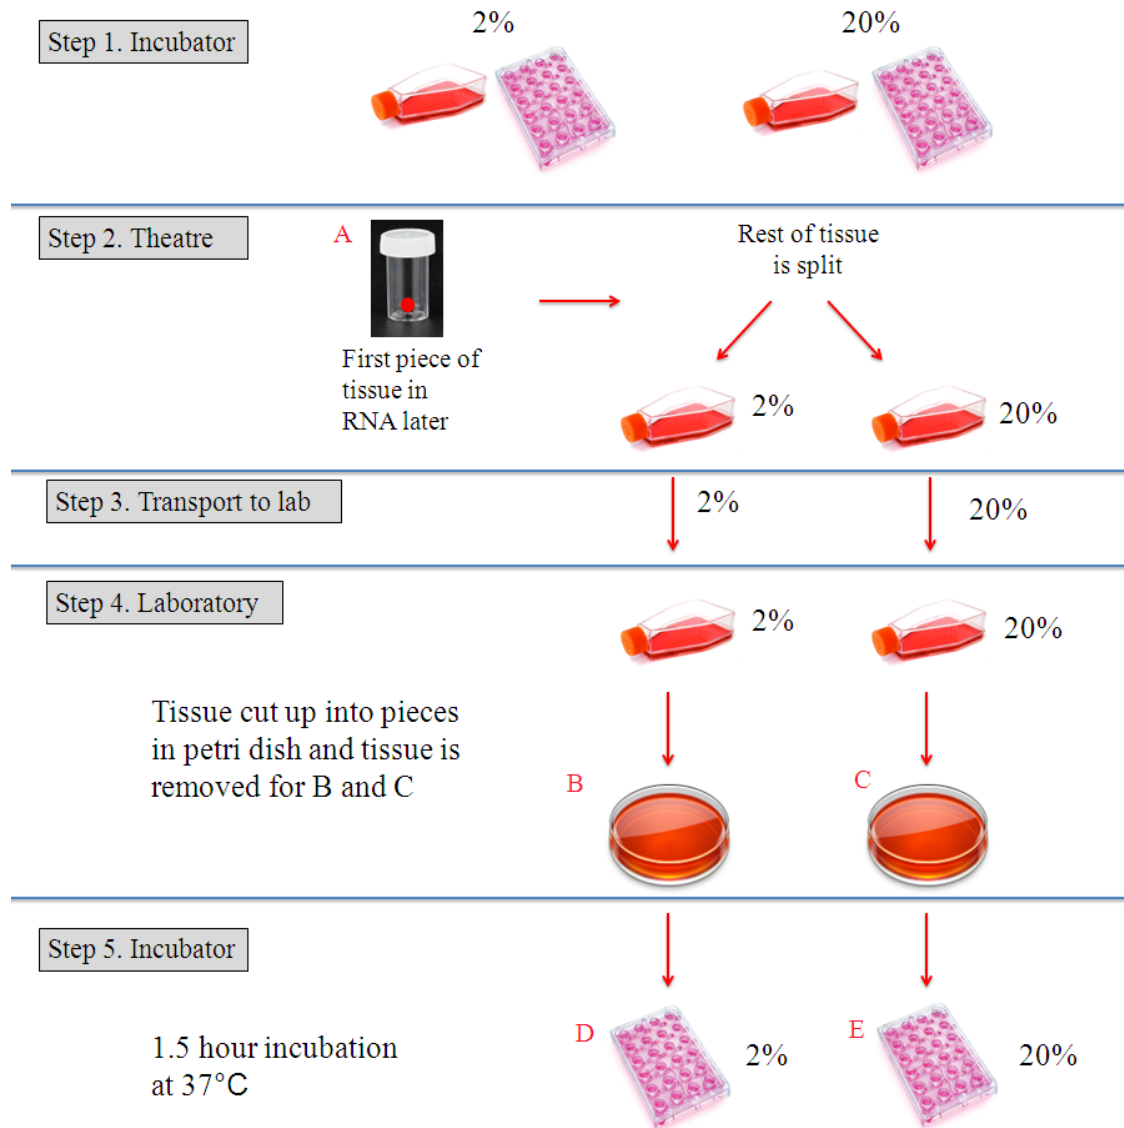 Step 1. Incubator
2%
20%
Step 2. Theatre
A
First piece of
tissue in
RNA later
Rest of tissue
is split
2%
20%
Step 3. Transport to lab
2%
20%
Step 4. Laboratory
2%
20%
Tissue cut up into pieces
in petri dish and tissue is
removed for B and C
B
C
Step 5. Incubator
1.5 hour incubation
at 37°C
D
2%
E
20%